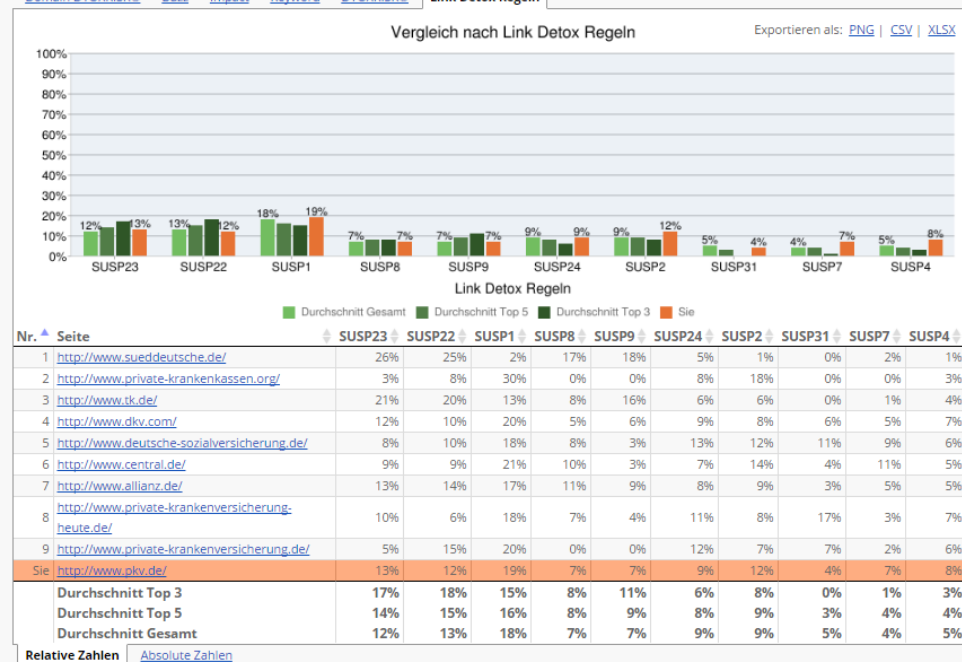 Link Detox Regeln
Vergleich nach Link Detox Regeln
Exportieren als: PNG | CSV | XLSX
100%
90%
80%
70%
60%
50%
40%
30%
20%
10%
0%
12% 13% 13% 12% 18% 19% 7% 7% 7% 7% 9% 9% 9% 12% 5% 4% 4% 7% 5% 8%
SUSP23 SUSP22 SUSP1 SUSP8 SUSP9 SUSP24 SUSP2 SUSP31 SUSP7 SUSP4
Link Detox Regeln
Durchschnitt Gesamt Durchschnitt Top 5 Durchschnitt Top 3 Sie
Nr. Seite SUSP23 SUSP22 SUSP1 SUSP8 SUSP9 SUSP24 SUSP2 SUSP31 SUSP7 SUSP4
1 http://www.sueddeutsche.de/ 26% 25% 2% 17% 18% 5% 1% 0% 2% 1%
2 http://www.private-krankenkassen.org/ 3% 8% 30% 0% 0% 8% 18% 0% 0% 3%
3 http://www.tk.de/ 21% 20% 13% 8% 16% 6% 6% 0% 1% 4%
4 http://www.dkv.com/ 12% 10% 20% 5% 6% 9% 8% 6% 5% 7%
5 http://www.deutsche-sozialversicherung.de/ 8% 10% 18% 8% 3% 13% 12% 11% 9% 6%
6 http://www.central.de/ 9% 9% 21% 10% 3% 7% 14% 4% 11% 5%
7 http://www.allianz.de/ 13% 14% 17% 11% 9% 8% 9% 3% 5% 5%
8 http://www.private-krankenversicherung-
heute.de/ 10% 6% 18% 7% 4% 11% 8% 17% 3% 7%
9 http://www.private-krankenversicherung.de/ 5% 15% 20% 0% 0% 12% 7% 7% 2% 6%
Sie http://www.pkv.de/ 13% 12% 19% 7% 7% 9% 12% 4% 7% 8%
Durchschnitt Top 3 17% 18% 15% 8% 11% 6% 8% 0% 1% 3%
Durchschnitt Top 5 14% 15% 16% 8% 9% 8% 9% 3% 4% 4%
Durchschnitt Gesamt 12% 13% 18% 7% 7% 9% 9% 5% 4% 5%
Relative Zahlen Absolute Zahlen